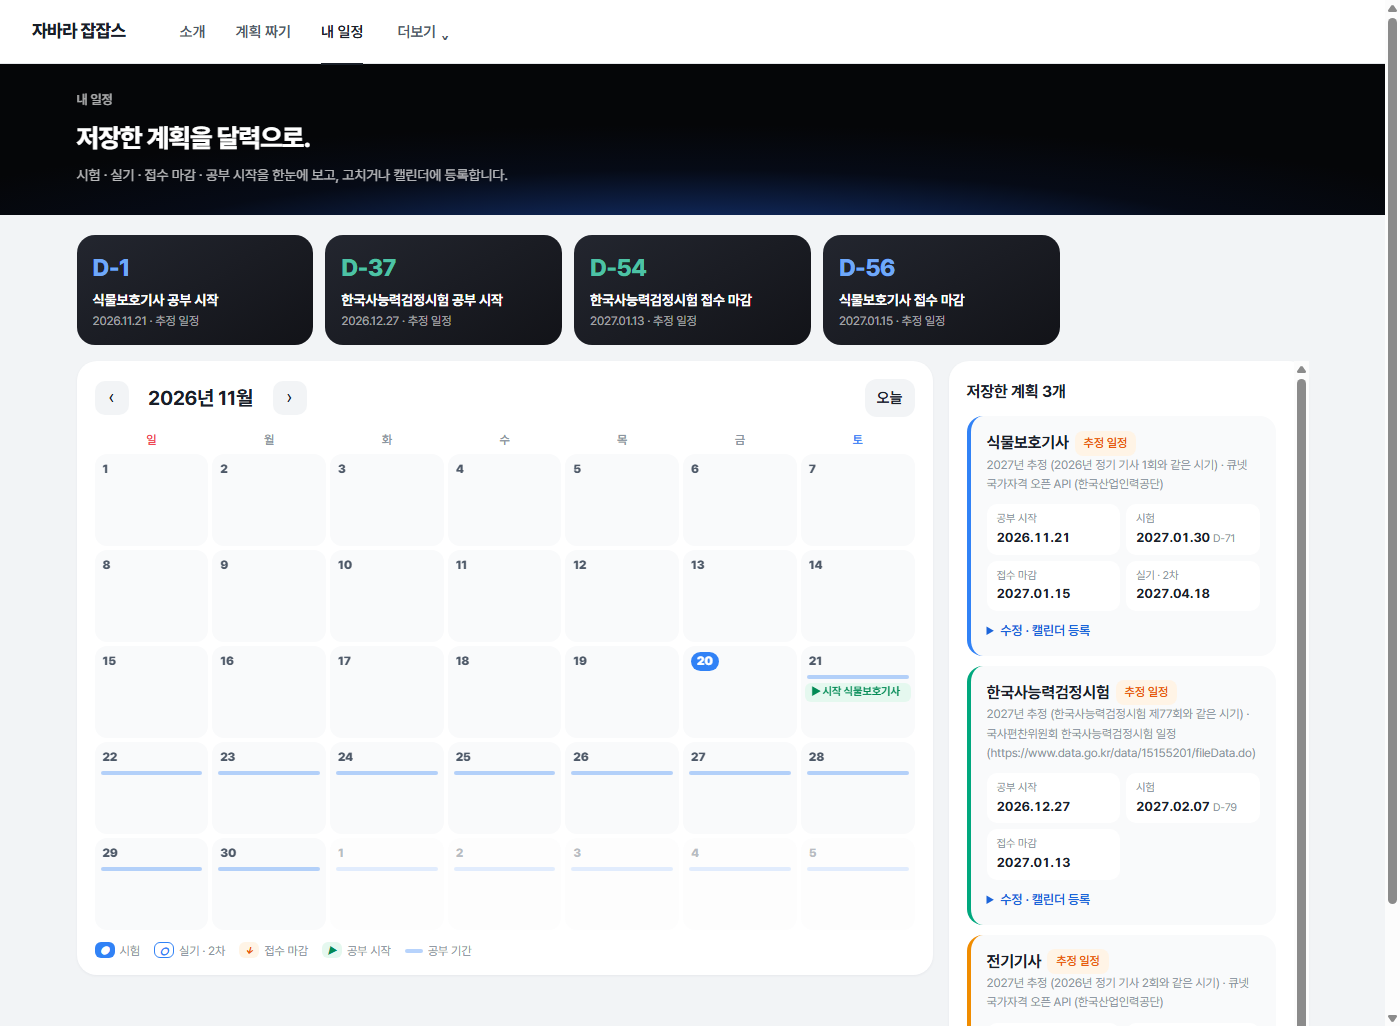 자바라 잡잡스
소개
계획 짜기
내 일정
더보기
내 일정
저장한 계획을 달력으로.
시험 · 실기 · 접수 마감 · 공부 시작을 한눈에 보고, 고치거나 캘린더에 등록합니다.
D-1
식물보호기사 공부 시작
2026.11.21 · 추정 일정
D-37
한국사능력검정시험 공부 시작
2026.12.27 · 추정 일정
D-54
한국사능력검정시험 접수 마감
2027.01.13 · 추정 일정
D-56
식물보호기사 접수 마감
2027.01.15 · 추정 일정
2026년 11월
오늘
일 월 화 수 목 금 토
1 2 3 4 5 6 7
8 9 10 11 12 13 14
15 16 17 18 19 20 21
▶ 시작 식물보호기사
22 23 24 25 26 27 28
29 30 1 2 3 4 5
시험 실기 · 2차 접수 마감 공부 시작 공부 기간
저장한 계획 3개
식물보호기사 추정 일정
2027년 추정 (2026년 정기 기사 1회와 같은 시기) · 큐넷
국가자격 오픈 API (한국산업인력공단)
공부 시작
2026.11.21
시험
2027.01.30 D-71
접수 마감
2027.01.15
실기 · 2차
2027.04.18
▶ 수정 · 캘린더 등록
한국사능력검정시험 추정 일정
2027년 추정 (한국사능력검정시험 제77회와 같은 시기) ·
국사편찬위원회 한국사능력검정시험 일정
(https://www.data.go.kr/data/15155201/fileData.do)
공부 시작
2026.12.27
시험
2027.02.07 D-79
접수 마감
2027.01.13
▶ 수정 · 캘린더 등록
전기기사 추정 일정
2027년 추정 (2026년 정기 기사 2회와 같은 시기) · 큐넷
국가자격 오픈 API (한국산업인력공단)